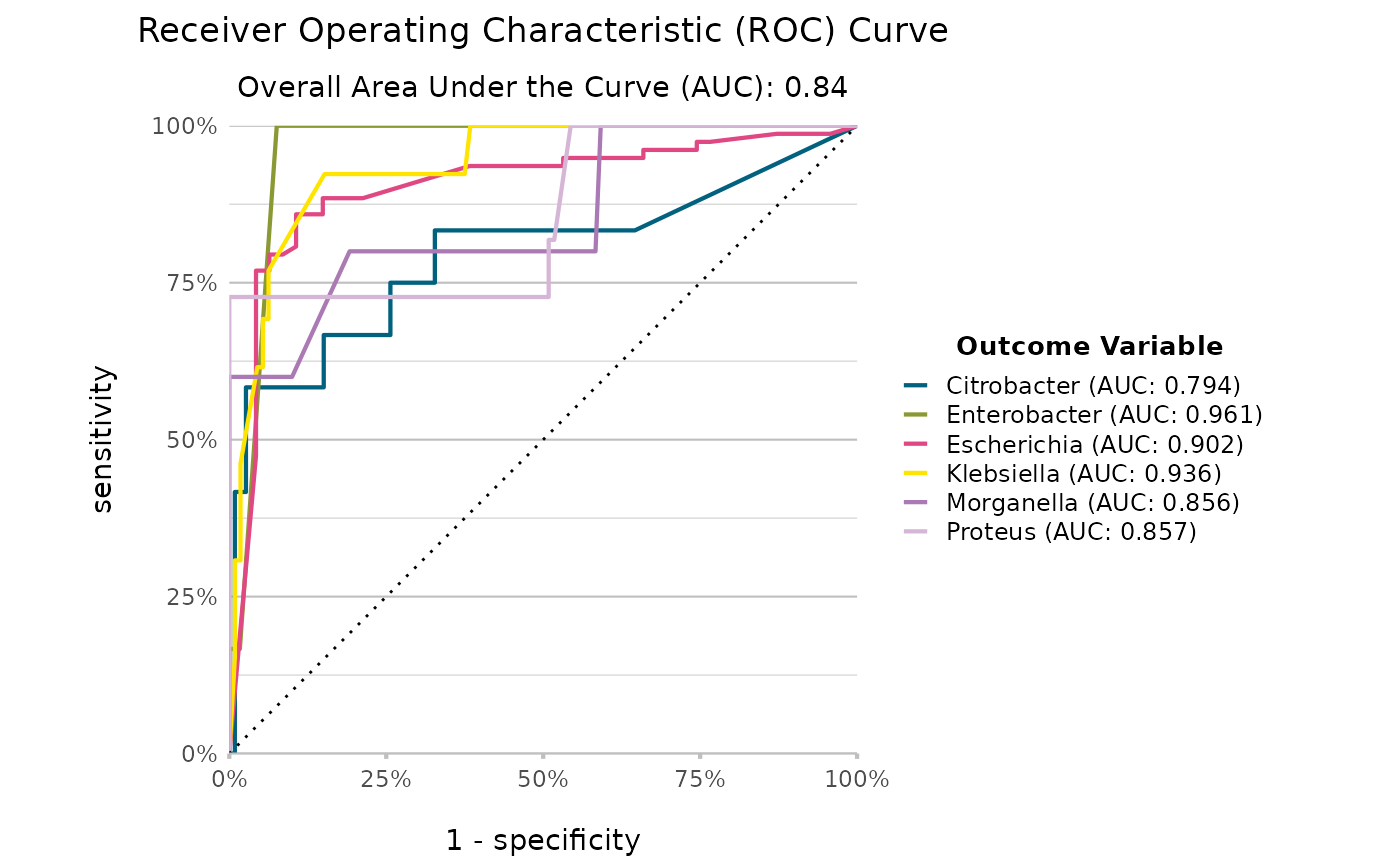 Receiver Operating Characteristic (ROC) Curve
Overall Area Under the Curve (AUC): 0.84
100%
75%
50%
25%
0%
sensitivity
0%
25%
50%
75%
100%
1 - specificity
Outcome Variable
Citrobacter (AUC: 0.794)
Enterobacter (AUC: 0.961)
Escherichia (AUC: 0.902)
Klebsiella (AUC: 0.936)
Morganella (AUC: 0.856)
Proteus (AUC: 0.857)